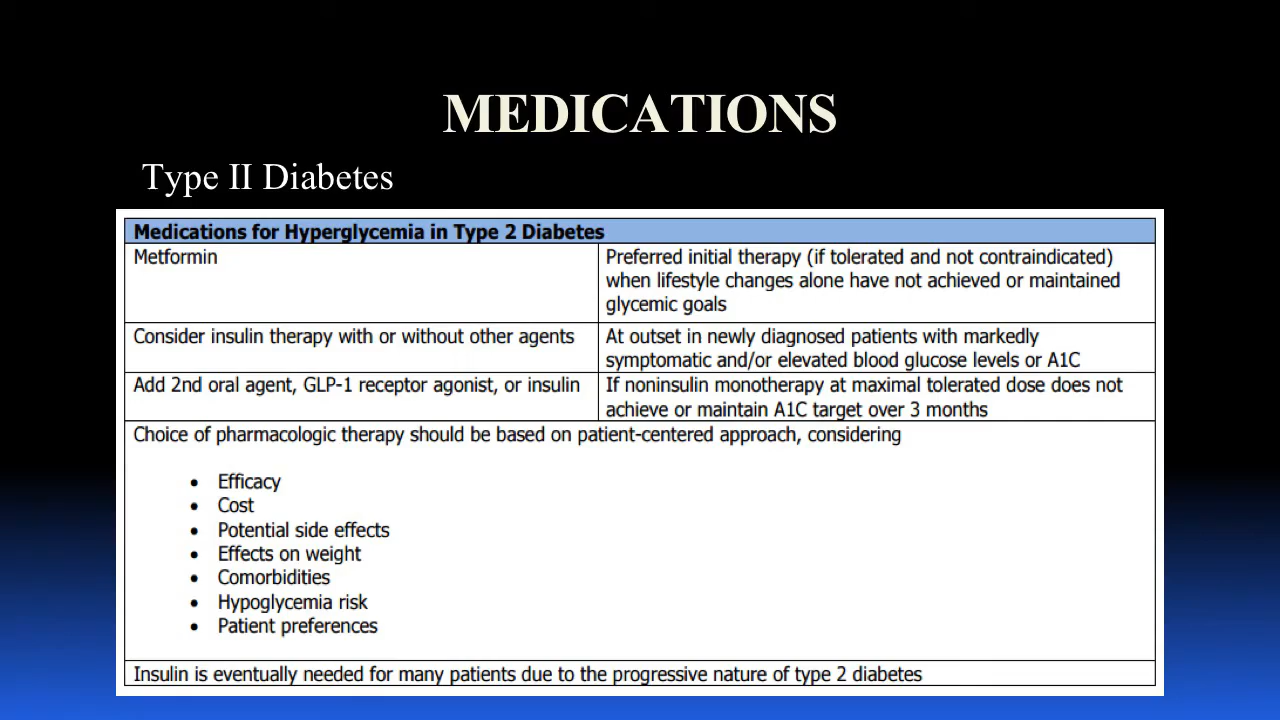 MEDICATIONS
Type II Diabetes
Medications for Hyperglycemia in Type 2 Diabetes
Metformin
Preferred initial therapy (if tolerated and not contraindicated)
when lifestyle changes alone have not achieved or maintained
glycemic goals
Consider insulin therapy with or without other agents
At outset in newly diagnosed patients with markedly
symptomatic and/or elevated blood glucose levels or A1C
Add 2nd oral agent, GLP-1 receptor agonist, or insulin
If noninsulin monotherapy at maximal tolerated dose does not
achieve or maintain A1C target over 3 months
Choice of pharmacologic therapy should be based on patient-centered approach, considering
• Efficacy
• Cost
• Potential side effects
• Effects on weight
• Comorbidities
• Hypoglycemia risk
• Patient preferences
Insulin is eventually needed for many patients due to the progressive nature of type 2 diabetes